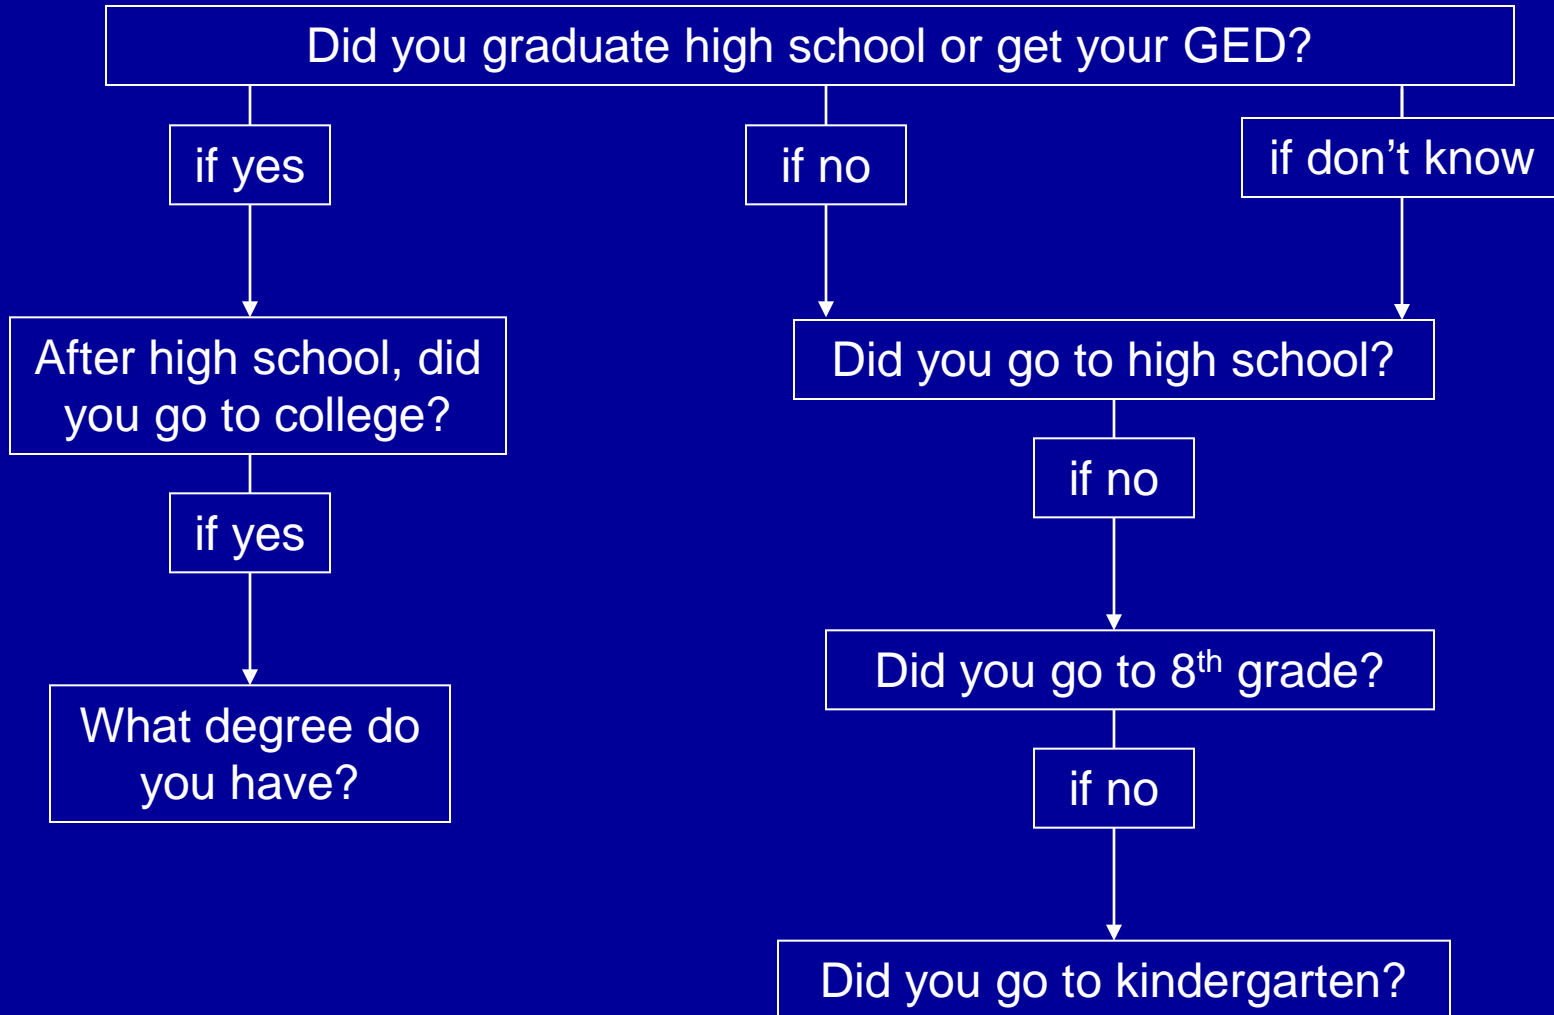 Did you graduate high school or get your GED?
if yes
if no
if don’t know
After high school, did
you go to college?
Did you go to high school?
if yes
if no
What degree do
you have?
Did you go to 8th grade?
if no
Did you go to kindergarten?